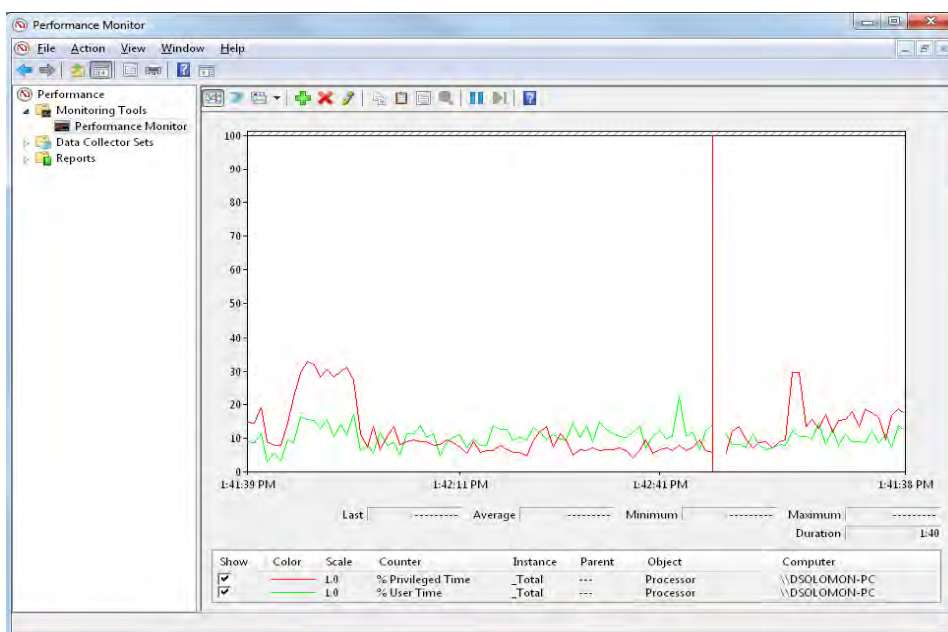 Performance Monitor
File Action View Window Help
Performance
Monitoring Tools
Performance Monitor
Data Collector Sets
Reports
100
90
80
70
60
50
40
30
20
10
0
1:41:39 PM 1:42:11 PM 1:42:41 PM 1:41:38 PM
Last --------- Average --------- Minimum --------- Maximum ---------
Duration 1:40
Show Color Scale Counter Instance Parent Object Computer
1.0 % Privileged Time _Total --- Processor \\DSOLOMON-PC
1.0 % User Time _Total --- Processor \\DSOLOMON-PC